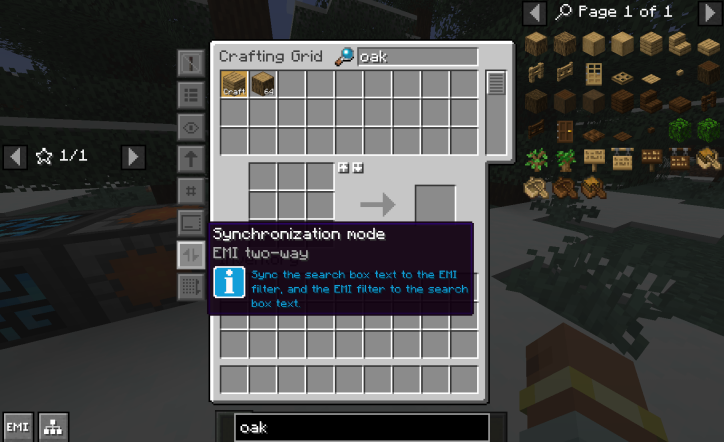 Page 1 of 1
Crafting Grid
oak
Craft
64
1/1
Synchronization mode
EMI two-way
Sync the search box text to the EMI
filter, and the EMI filter to the search
box text.
EMI
oak